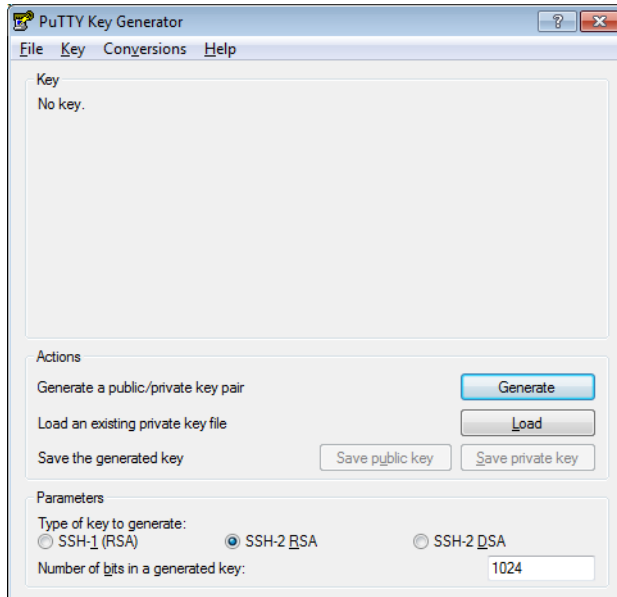 PuTTY Key Generator
?
File Key Conversions Help
Key
No key.
Actions
Generate a public/private key pair
Generate
Load an existing private key file
Load
Save the generated key
Save public key
Save private key
Parameters
Type of key to generate:
SSH-1 (RSA) SSH-2 RSA SSH-2 DSA
Number of bits in a generated key:
1024